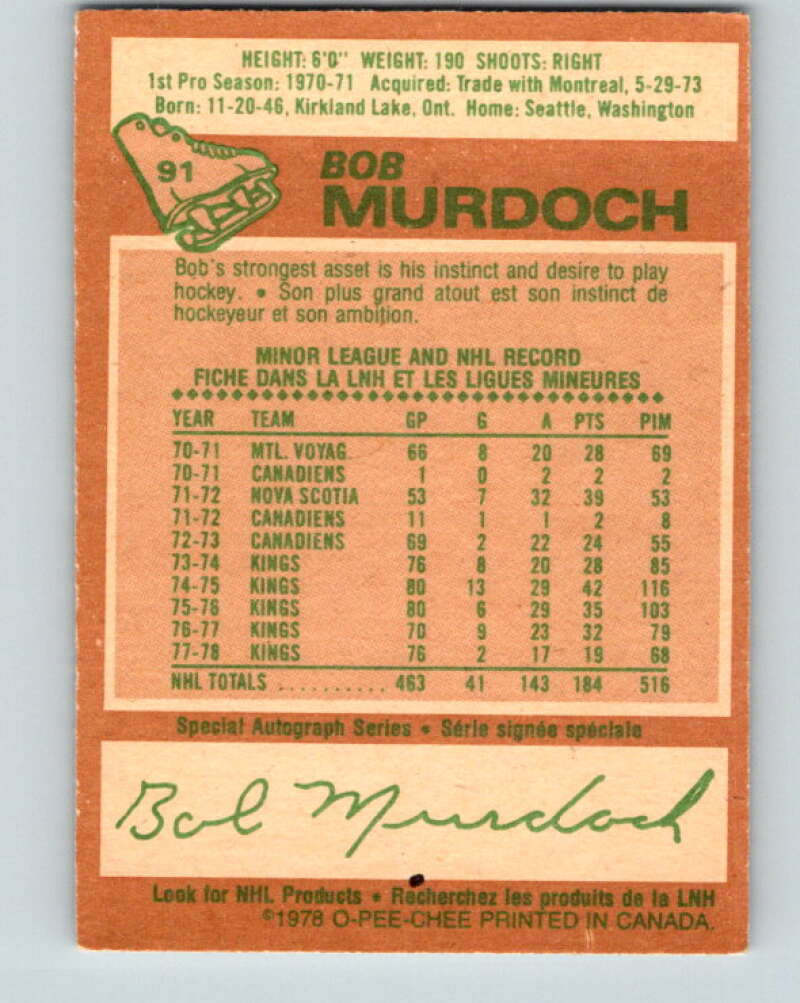 HEIGHT: 6'0" WEIGHT: 190 SHOOTS: RIGHT
1st Pro Season: 1970-71 Acquired: Trade with Montreal, 5-29-73
Born: 11-20-46, Kirkland Lake, Ont. Home: Seattle, Washington
91
BOB
MURDOCH
Bob's strongest asset is his instinct and desire to play
hockey. • Son plus grand atout est son instinct de
hockeyeur et son ambition.
MINOR LEAGUE AND NHL RECORD
FICHE DANS LA LNH ET LES LIGUES MINEURES
YEAR TEAM GP G A PTS PIM
70-71 MTL. VOYAG. 66 8 20 28 69
70-71 CANADIENS 1 0 2 2 2
71-72 NOVA SCOTIA 53 7 32 39 53
71-72 CANADIENS 11 1 1 2 8
72-73 CANADIENS 69 2 22 24 55
73-74 KINGS 76 8 20 28 85
74-75 KINGS 80 13 29 42 116
75-76 KINGS 80 6 29 35 103
76-77 KINGS 70 9 23 32 79
77-78 KINGS 76 2 17 19 68
NHL TOTALS .......... 463 41 143 184 516
Special Autograph Series • Série signée spéciale
Bob Murdoch
Look for NHL Products • Recherchez les produits de la LNH
©1978 O-PEE-CHEE PRINTED IN CANADA.